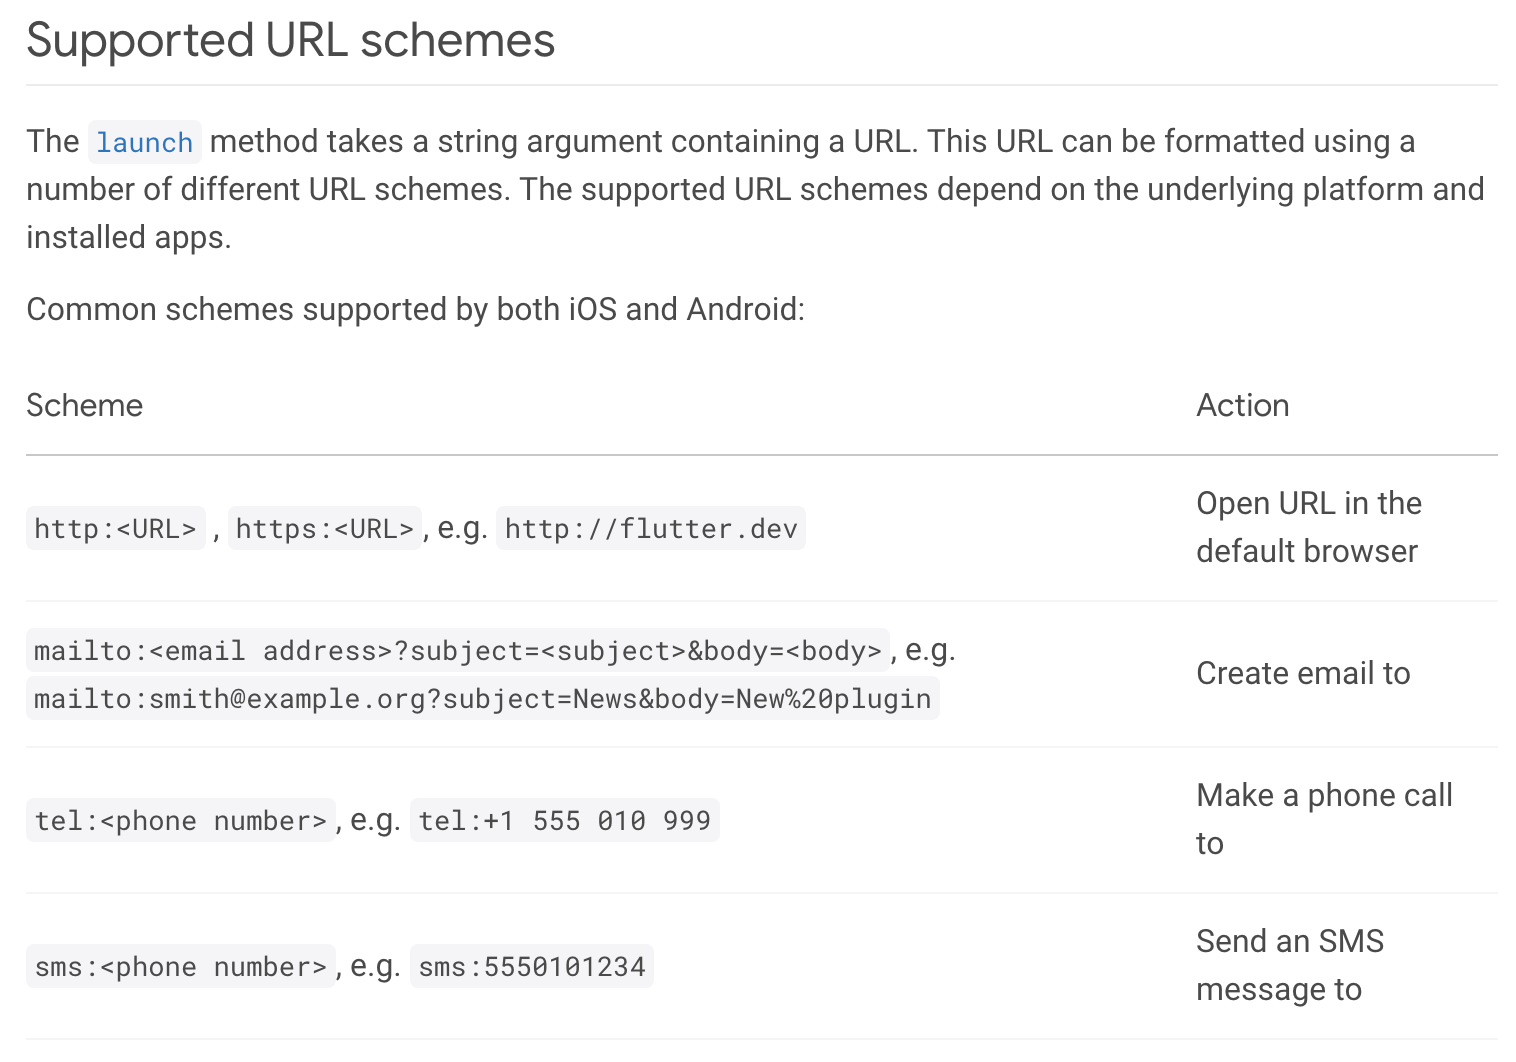 Supported URL schemes
The launch method takes a string argument containing a URL. This URL can be formatted using a
number of different URL schemes. The supported URL schemes depend on the underlying platform and
installed apps.
Common schemes supported by both iOS and Android:
Scheme Action
http:<URL> , https:<URL>, e.g. http://flutter.dev Open URL in the
default browser
mailto:<email address>?subject=<subject>&body=<body>, e.g.
mailto:smith@example.org?subject=News&body=New%20plugin Create email to
tel:<phone number>, e.g. tel:+1 555 010 999 Make a phone call
to
sms:<phone number>, e.g. sms:5550101234 Send an SMS
message to